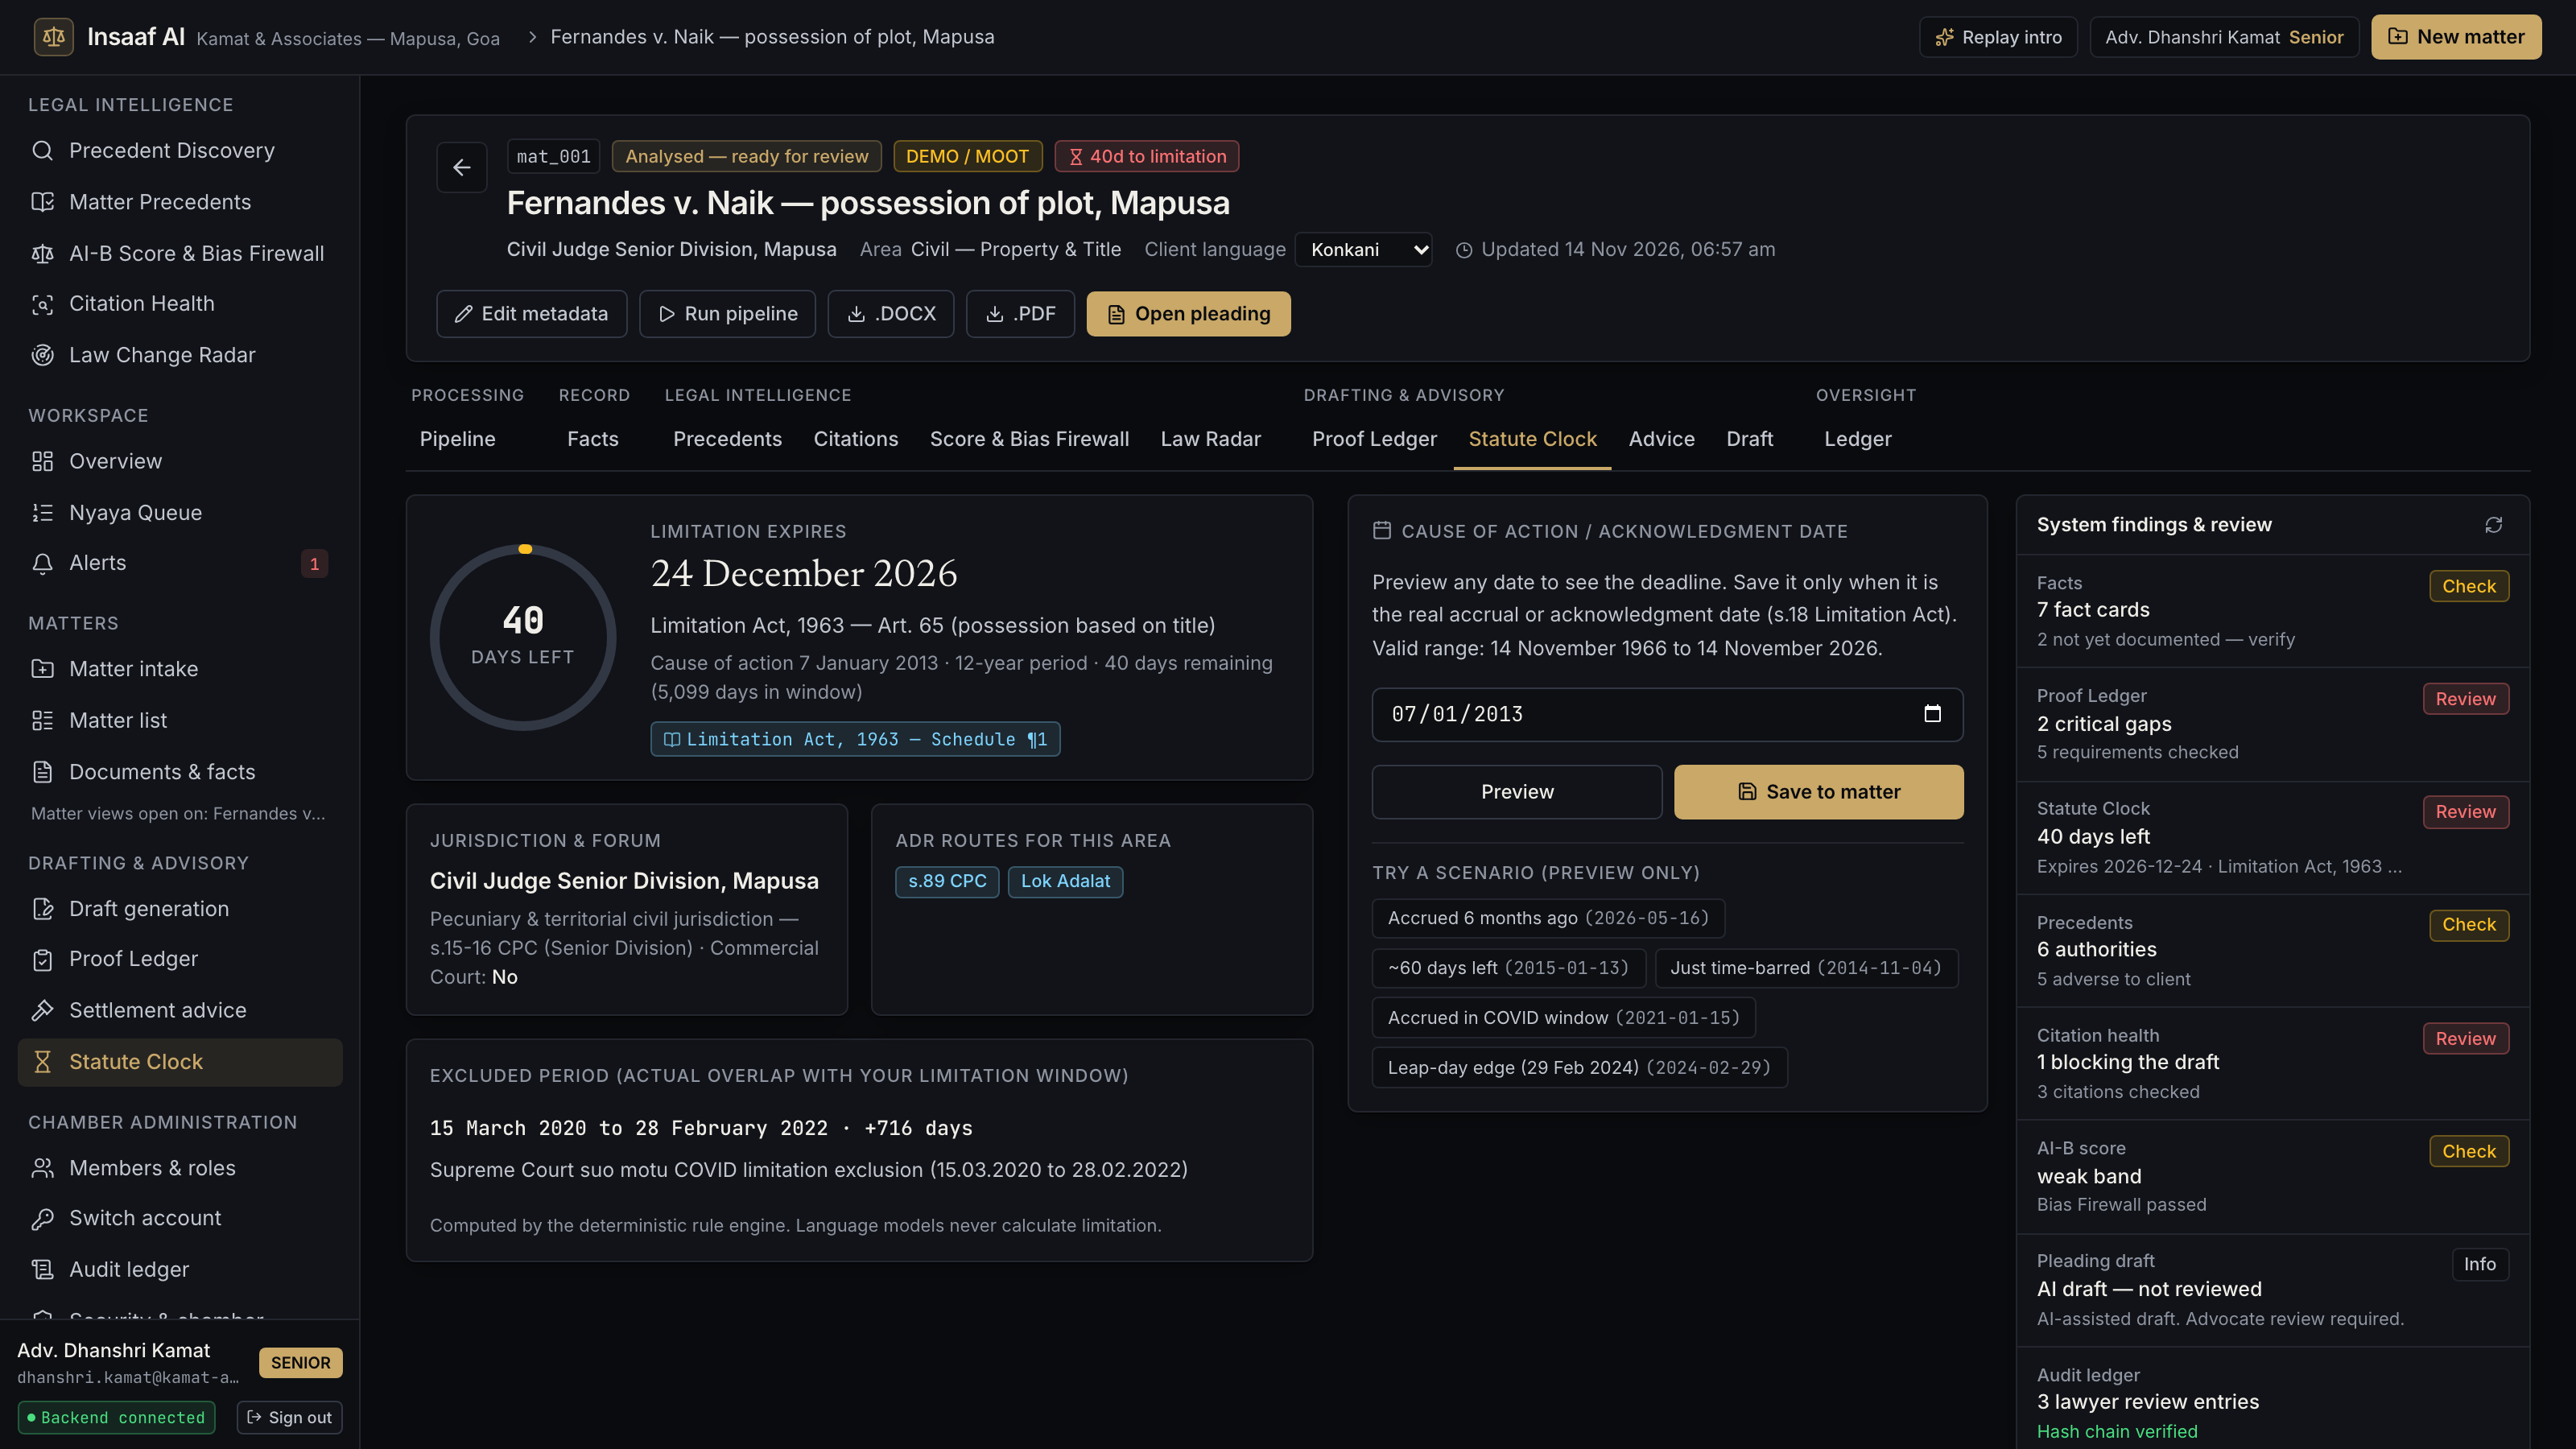 Insaaf AI Kamat & Associates — Mapusa, Goa
Fernandes v. Naik — possession of plot, Mapusa
Replay intro
Adv. Dhanshri Kamat Senior
New matter
LEGAL INTELLIGENCE
Precedent Discovery
Matter Precedents
AI-B Score & Bias Firewall
Citation Health
Law Change Radar
WORKSPACE
Overview
Nyaya Queue
Alerts 1
MATTERS
Matter intake
Matter list
Documents & facts
Matter views open on: Fernandes v...
DRAFTING & ADVISORY
Draft generation
Proof Ledger
Settlement advice
Statute Clock
CHAMBER ADMINISTRATION
Members & roles
Switch account
Audit ledger
Adv. Dhanshri Kamat
dhanshri.kamat@kamat-a…
SENIOR
Backend connected
Sign out
mat_001 Analysed — ready for review DEMO / MOOT 40d to limitation
Fernandes v. Naik — possession of plot, Mapusa
Civil Judge Senior Division, Mapusa Area Civil — Property & Title Client language Konkani Updated 14 Nov 2026, 06:57 am
Edit metadata Run pipeline .DOCX .PDF Open pleading
PROCESSING RECORD LEGAL INTELLIGENCE DRAFTING & ADVISORY OVERSIGHT
Pipeline Facts Precedents Citations Score & Bias Firewall Law Radar Proof Ledger Statute Clock Advice Draft Ledger
40
DAYS LEFT
LIMITATION EXPIRES
24 December 2026
Limitation Act, 1963 — Art. 65 (possession based on title)
Cause of action 7 January 2013 · 12-year period · 40 days remaining
(5,099 days in window)
Limitation Act, 1963 — Schedule ¶1
JURISDICTION & FORUM
Civil Judge Senior Division, Mapusa
Pecuniary & territorial civil jurisdiction —
s.15-16 CPC (Senior Division) · Commercial
Court: No
ADR ROUTES FOR THIS AREA
s.89 CPC Lok Adalat
EXCLUDED PERIOD (ACTUAL OVERLAP WITH YOUR LIMITATION WINDOW)
15 March 2020 to 28 February 2022 · +716 days
Supreme Court suo motu COVID limitation exclusion (15.03.2020 to 28.02.2022)
Computed by the deterministic rule engine. Language models never calculate limitation.
CAUSE OF ACTION / ACKNOWLEDGMENT DATE
Preview any date to see the deadline. Save it only when it is
the real accrual or acknowledgment date (s.18 Limitation Act).
Valid range: 14 November 1966 to 14 November 2026.
07/01/2013
Preview
Save to matter
TRY A SCENARIO (PREVIEW ONLY)
Accrued 6 months ago (2026-05-16)
~60 days left (2015-01-13) Just time-barred (2014-11-04)
Accrued in COVID window (2021-01-15)
Leap-day edge (29 Feb 2024) (2024-02-29)
System findings & review
Facts
7 fact cards
2 not yet documented — verify
Check
Proof Ledger
2 critical gaps
5 requirements checked
Review
Statute Clock
40 days left
Expires 2026-12-24 · Limitation Act, 1963 ...
Review
Precedents
6 authorities
5 adverse to client
Check
Citation health
1 blocking the draft
3 citations checked
Review
AI-B score
weak band
Bias Firewall passed
Check
Pleading draft
AI draft — not reviewed
AI-assisted draft. Advocate review required.
Info
Audit ledger
3 lawyer review entries
Hash chain verified